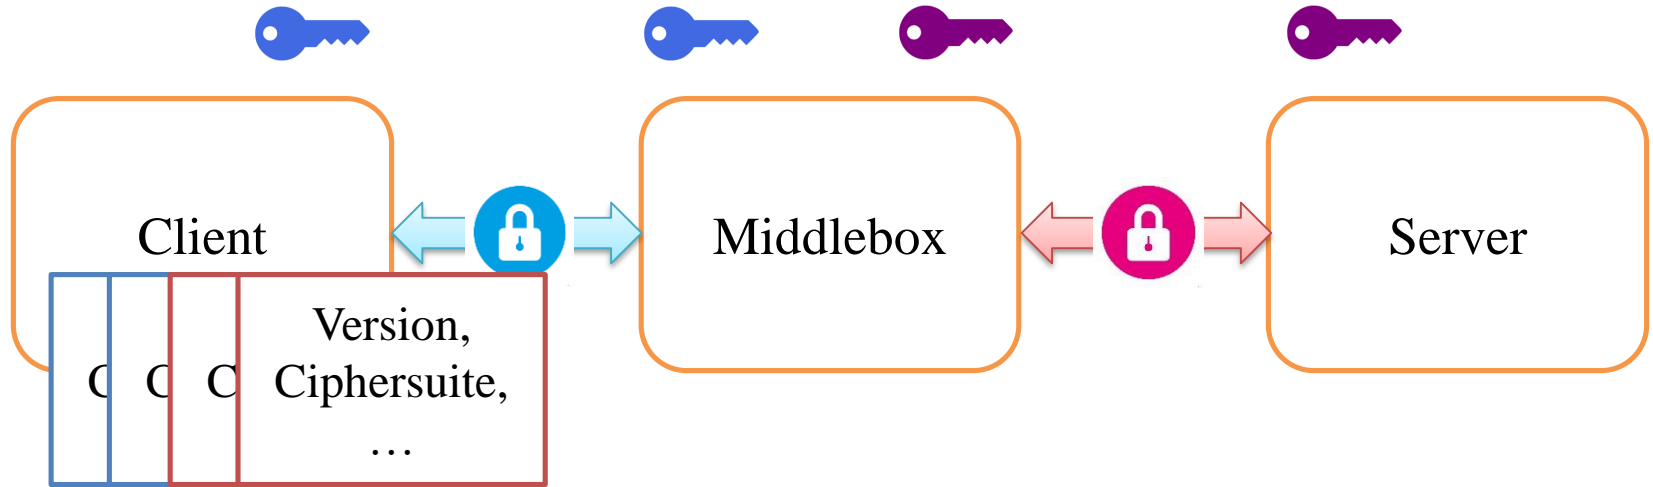 Client
Middlebox
Server
Version,
C
C
C
Ciphersuite,
...